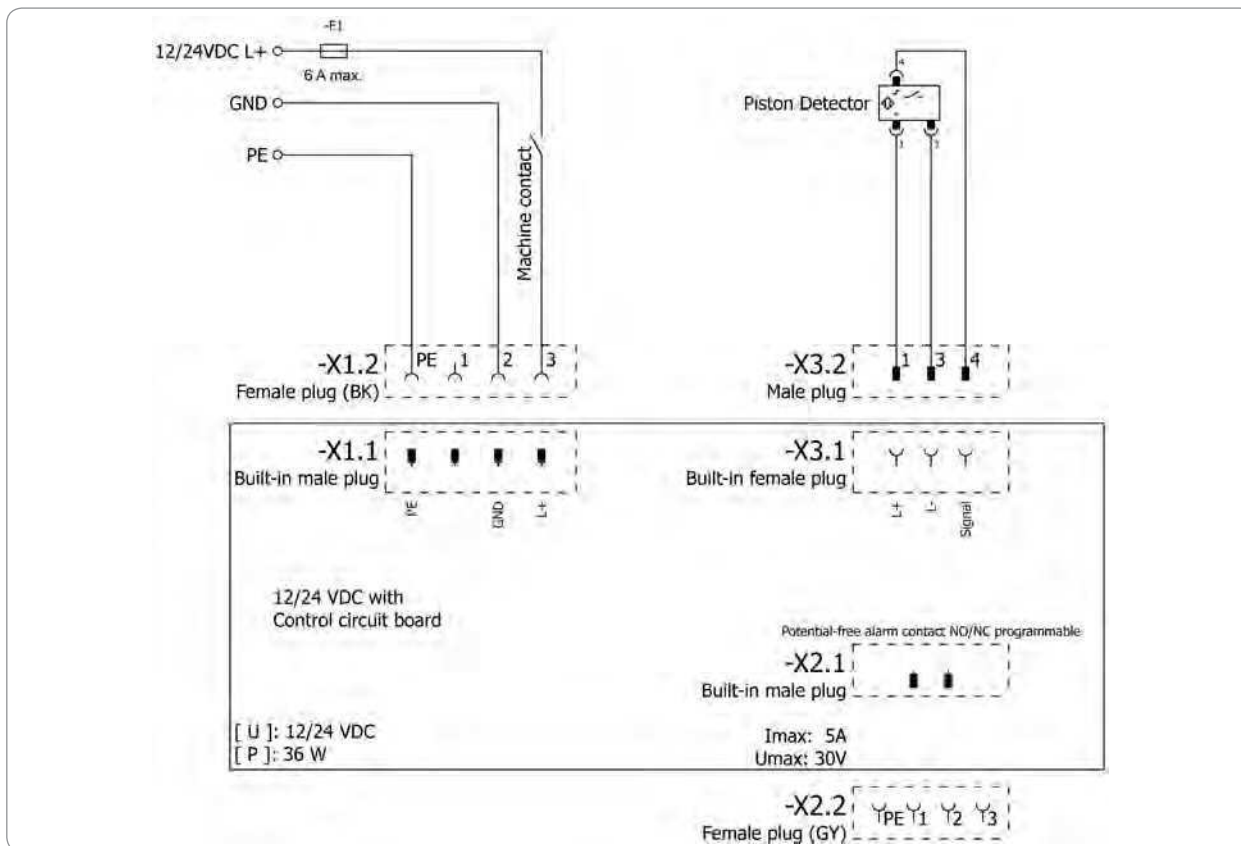 -F1
12/24VDC L+
6 A max.
GND
PE
Machine contact
4
Piston Detector
1
3
-X1.2
PE 1 2 3
Female plug (BK)
-X3.2
1 3 4
Male plug
-X1.1
Built-in male plug
PE
GND
L+
-X3.1
Built-in female plug
L+
L-
Signal
12/24 VDC with
Control circuit board
Potential-free alarm contact NO/NC programmable
-X2.1
Built-in male plug
[ U ]: 12/24 VDC
[ P ]: 36 W
Imax: 5A
Umax: 30V
-X2.2
PE 1 2 3
Female plug (GY)